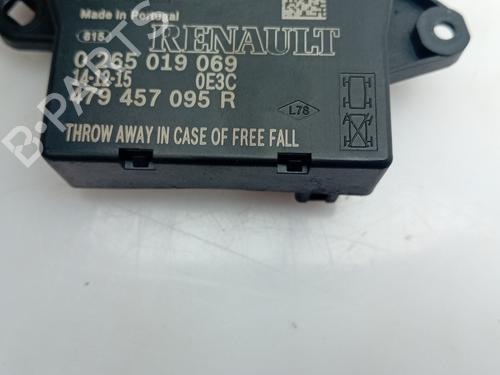 Made in Portugal
RENAULT
0 265 019 069
14-12-15 0E3C
479 457 095 R
L78
THROW AWAY IN CASE OF FREE FALL
B-PARTS